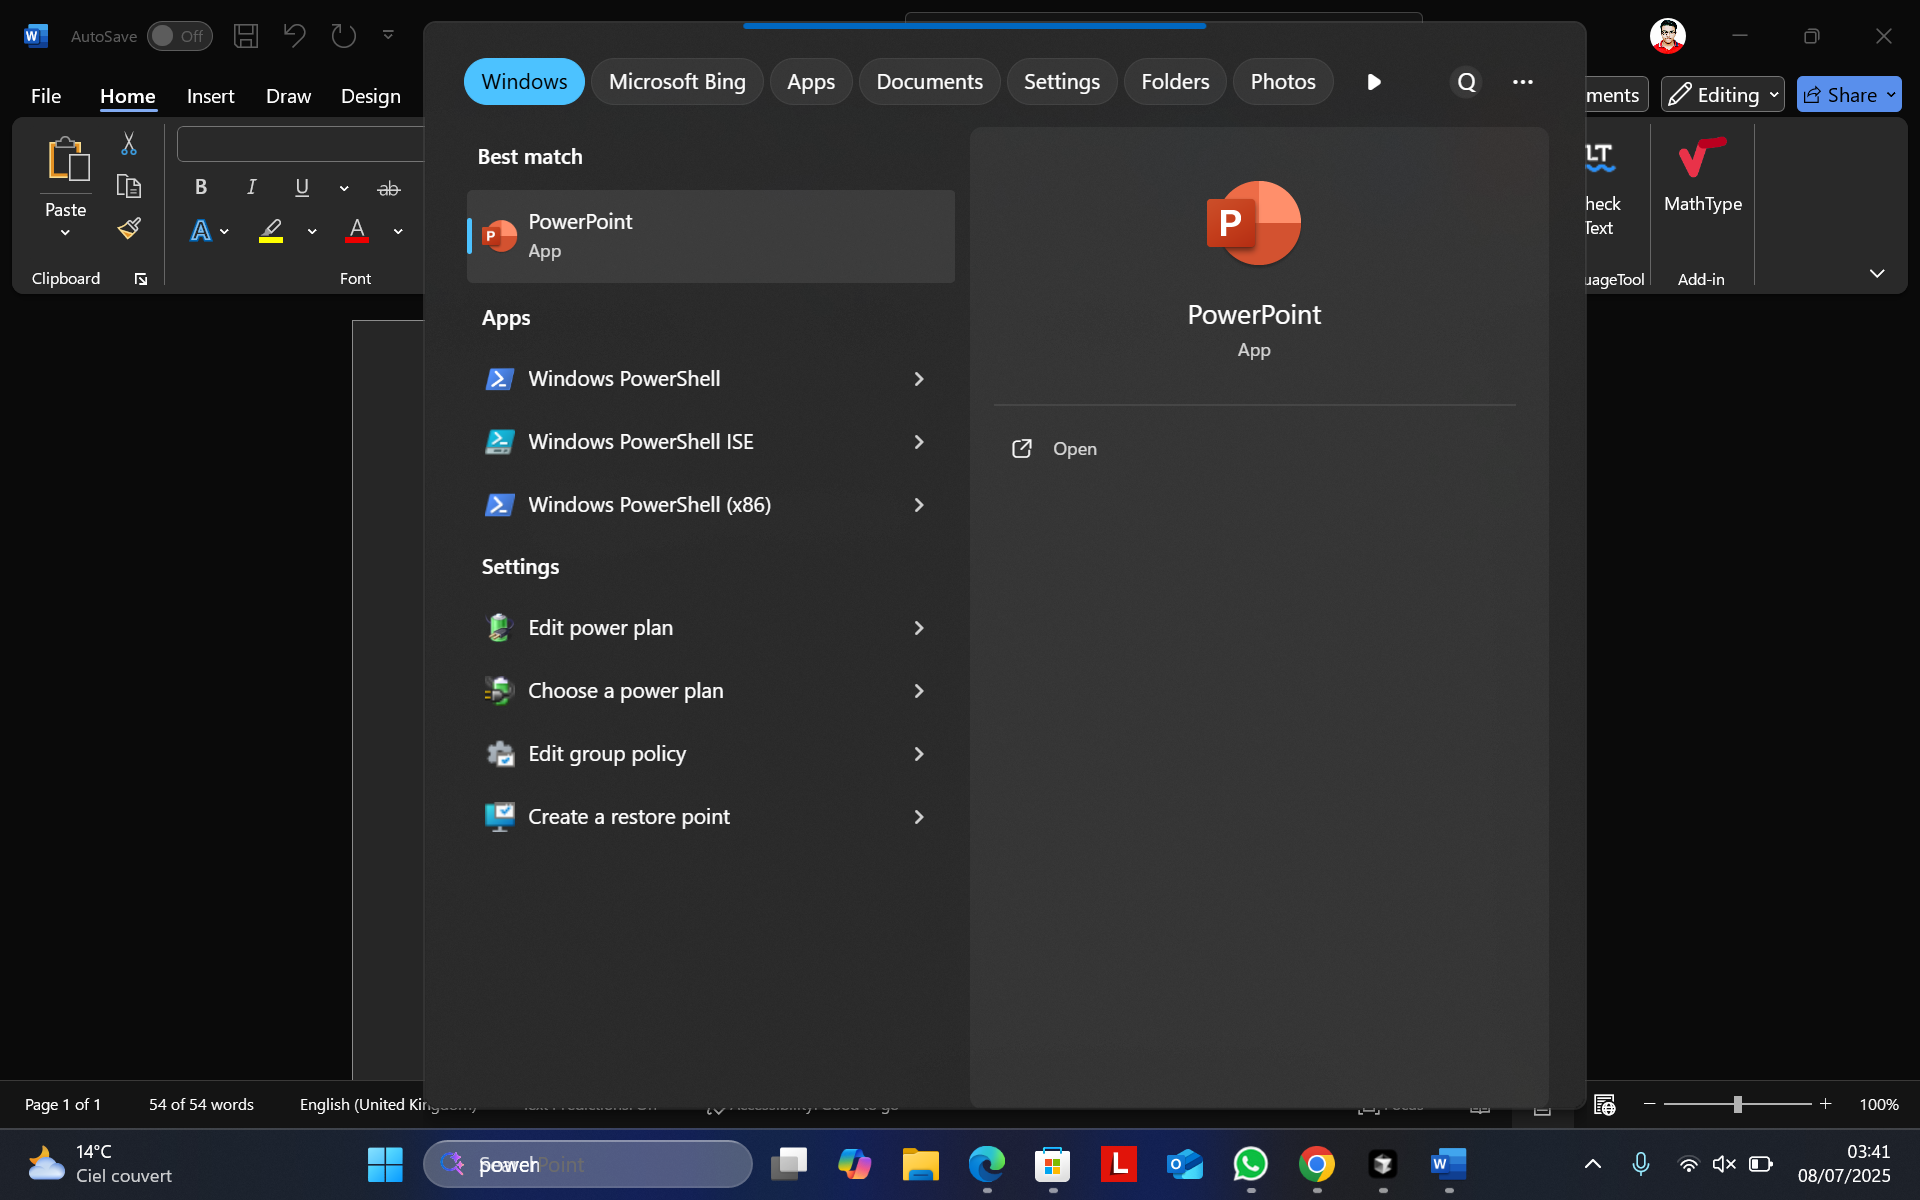 AutoSave Off
File Home Insert Draw Design
ments Editing Share
Paste
B I U ab
A A
Clipboard Font
LT
heck
Text
uageTool
MathType
Add-in
Windows Microsoft Bing Apps Documents Settings Folders Photos Q
Best match
PowerPoint
App
Apps
Windows PowerShell
Windows PowerShell ISE
Windows PowerShell (x86)
Settings
Edit power plan
Choose a power plan
Edit group policy
Create a restore point
P
PowerPoint
App
Open
Page 1 of 1 54 of 54 words English (United Kingdom) 100%
14°C
Ciel couvert
L
03:41
08/07/2025